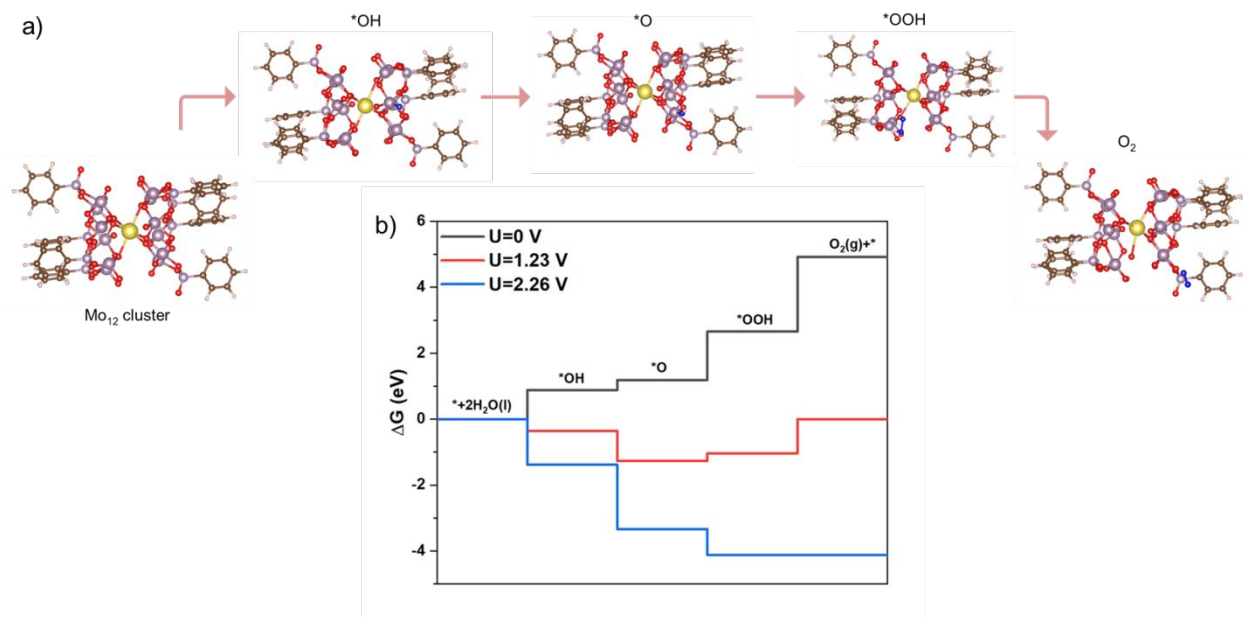 a)
*OH
*O
*OOH
O₂
Mo₁₂ cluster
b)
U=0 V
U=1.23 V
U=2.26 V
O₂(g)+*
*OOH
*O
*OH
*+2H₂O(l)
ΔG (eV)
6
4
2
0
-2
-4